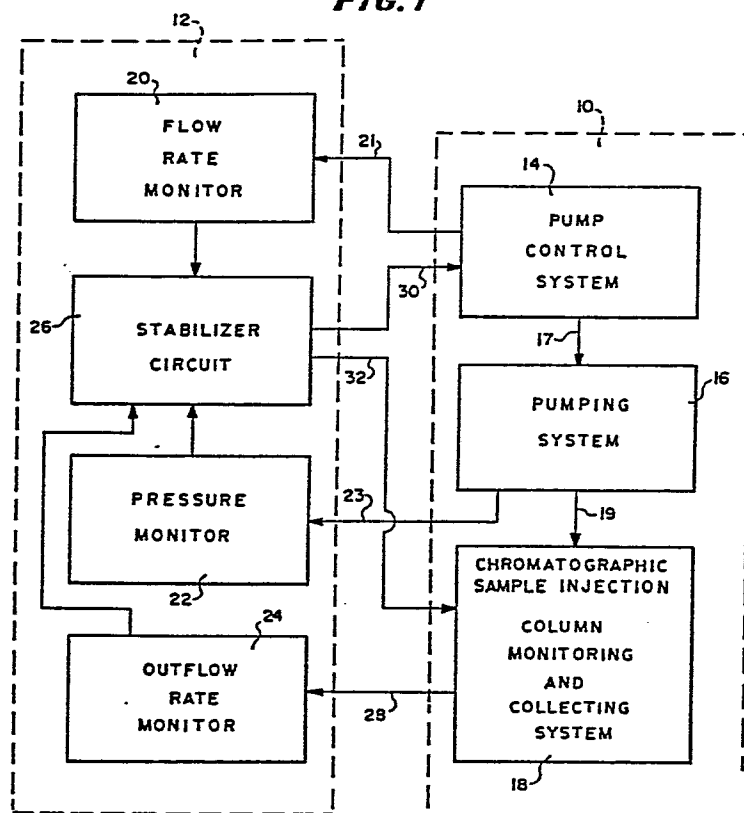 FIG. 1
12
20
FLOW
RATE
MONITOR
21
10
14
PUMP
CONTROL
SYSTEM
26
STABILIZER
CIRCUIT
30
32
17
PUMPING
SYSTEM
16
PRESSURE
MONITOR
22
23
19
CHROMATOGRAPHIC
SAMPLE INJECTION
COLUMN
MONITORING
AND
COLLECTING
SYSTEM
18
24
OUTFLOW
RATE
MONITOR
28